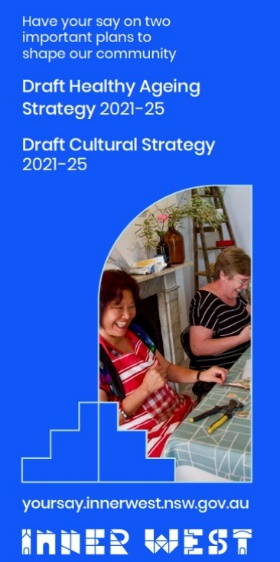 Have your say on two
important plans to
shape our community
Draft Healthy Ageing
Strategy 2021-25
Draft Cultural Strategy
2021-25
yoursay.innerwest.nsw.gov.au
INNER WEST